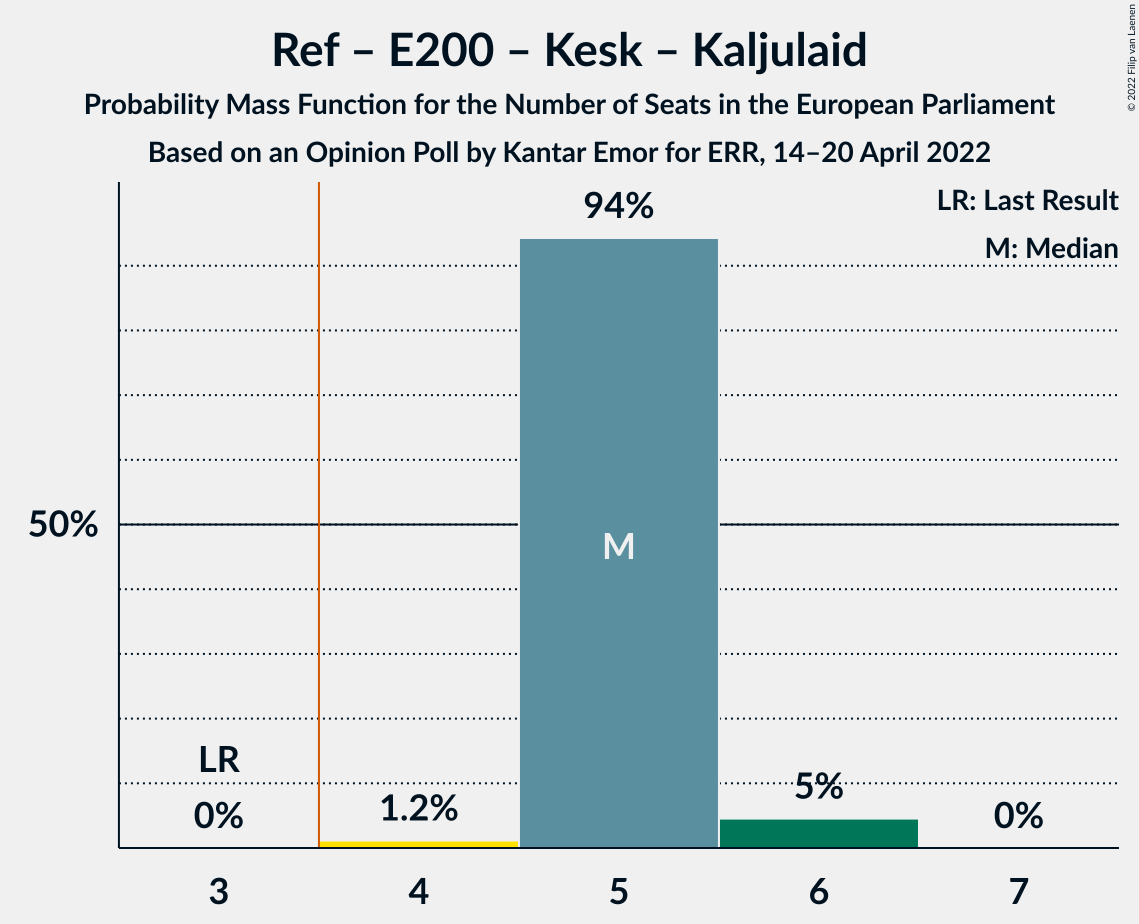 Ref – E200 – Kesk – Kaljulaid
Probability Mass Function for the Number of Seats in the European Parliament
Based on an Opinion Poll by Kantar Emor for ERR, 14–20 April 2022
© 2022 Filip van Laenen
LR: Last Result
M: Median
94%
50%
M
LR
0%
1.2%
5%
0%
3 4 5 6 7